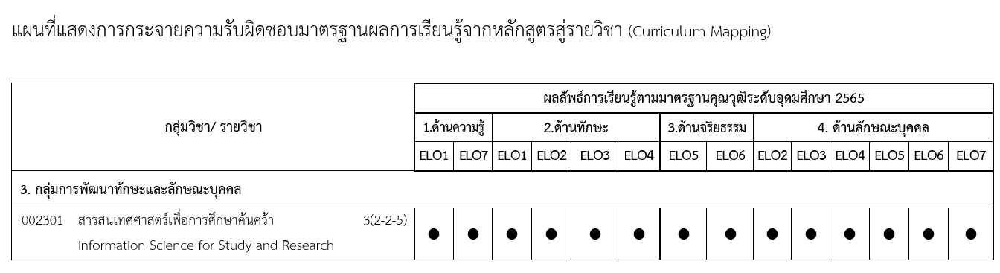 แผนที่แสดงการกระจายความรับผิดชอบมาตรฐานผลการเรียนรู้จากหลักสูตรสู่รายวิชา (Curriculum Mapping)
กลุ่มวิชา/ รายวิชา
ผลลัพธ์การเรียนรู้ตามมาตรฐานคุณวุฒิระดับอุดมศึกษา 2565
1.ด้านความรู้ 2.ด้านทักษะ 3.ด้านจริยธรรม 4. ด้านลักษณะบุคคล
ELO1 ELO7 ELO1 ELO2 ELO3 ELO4 ELO5 ELO6 ELO2 ELO3 ELO4 ELO5 ELO6 ELO7
3. กลุ่มการพัฒนาทักษะและลักษณะบุคคล
002301 สารสนเทศศาสตร์เพื่อการศึกษาค้นคว้า 3(2-2-5)
Information Science for Study and Research
● ● ● ● ● ● ● ● ● ● ● ● ● ●